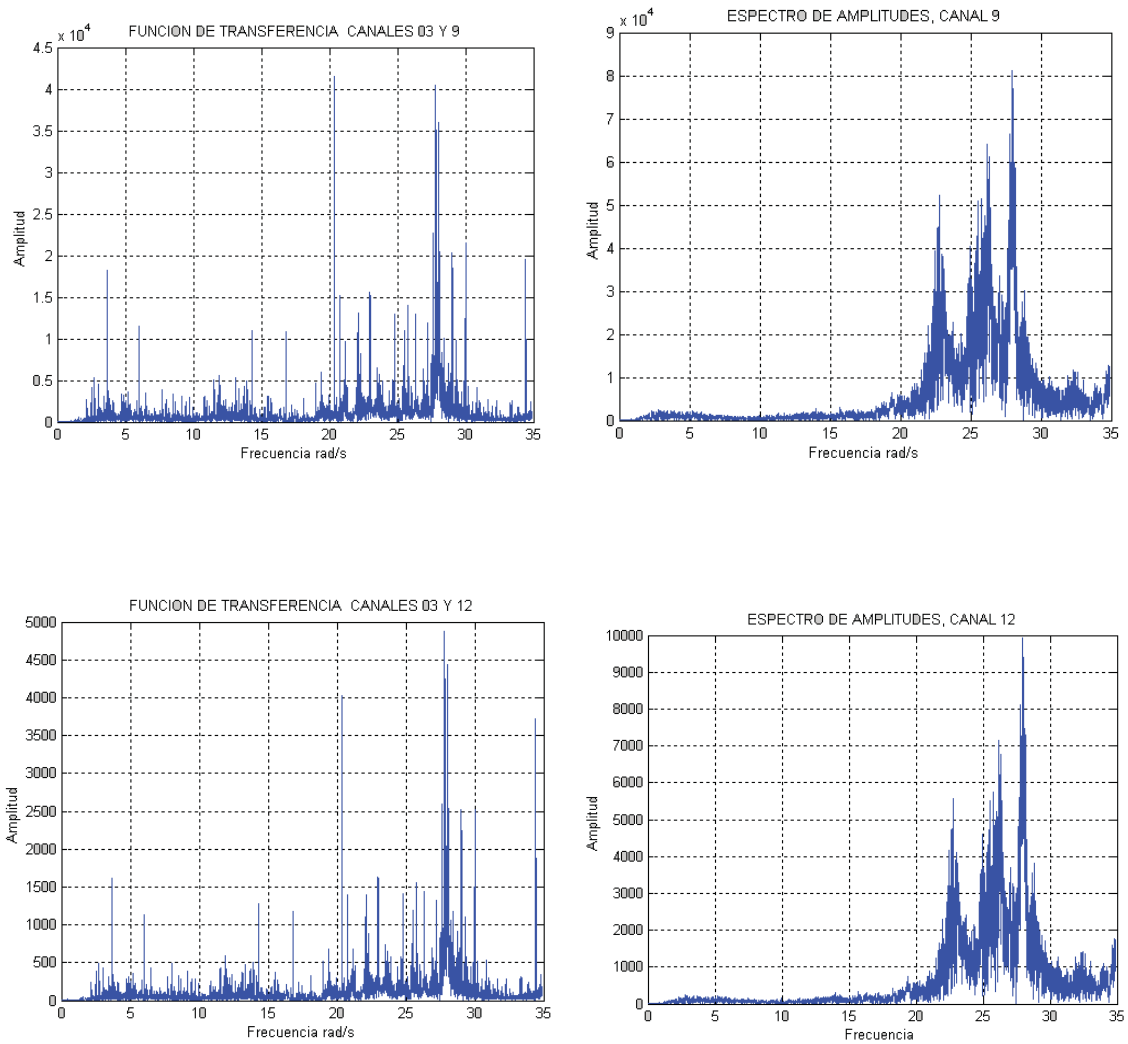 FUNCION DE TRANSFERENCIA CANALES 03 Y 9
x 10^4
4.5
4
3.5
3
2.5
2
1.5
1
0.5
0
Amplitud
0 5 10 15 20 25 30 35
Frecuencia rad/s
ESPECTRO DE AMPLITUDES, CANAL 9
x 10^4
9
8
7
6
5
4
3
2
1
0
Amplitud
0 5 10 15 20 25 30 35
Frecuencia rad/s
FUNCION DE TRANSFERENCIA CANALES 03 Y 12
5000
4500
4000
3500
3000
2500
2000
1500
1000
500
0
Amplitud
0 5 10 15 20 25 30 35
Frecuencia rad/s
ESPECTRO DE AMPLITUDES, CANAL 12
10000
9000
8000
7000
6000
5000
4000
3000
2000
1000
0
Amplitud
0 5 10 15 20 25 30 35
Frecuencia